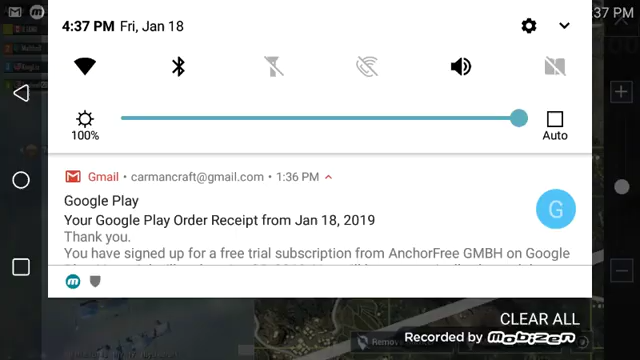 :37 PM
4:37 PM Fri, Jan 18
100%
Auto
Gmail • carmancraft@gmail.com • 1:36 PM
Google Play
G
Your Google Play Order Receipt from Jan 18, 2019
Thank you.
You have signed up for a free trial subscription from AnchorFree GMBH on Google
CLEAR ALL
Recorded by MOBIZEN
Remove